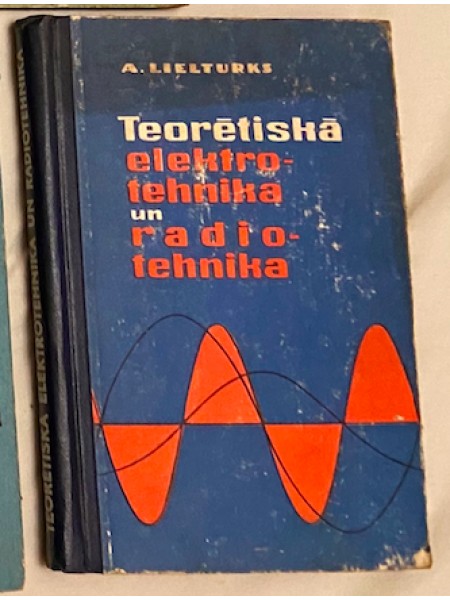 A. LIELTURKS
Teorētiskā
elektro-
tehnika
un
radio-
tehnika
TEORĒTISKĀ ELEKTROTEHNIKA UN RADIOTEHNIKA